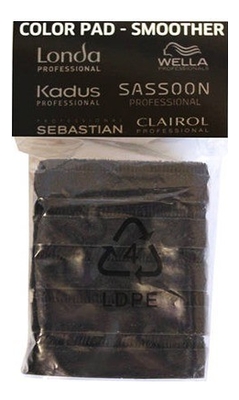 COLOR PAD - SMOOTHER
Londa
PROFESSIONAL
WELLA
PROFESSIONALS
Kadus
PROFESSIONAL
SASSOON
PROFESSIONAL
PROFESSIONAL
SEBASTIAN
CLAIROL
PROFESSIONAL
4
LDPE